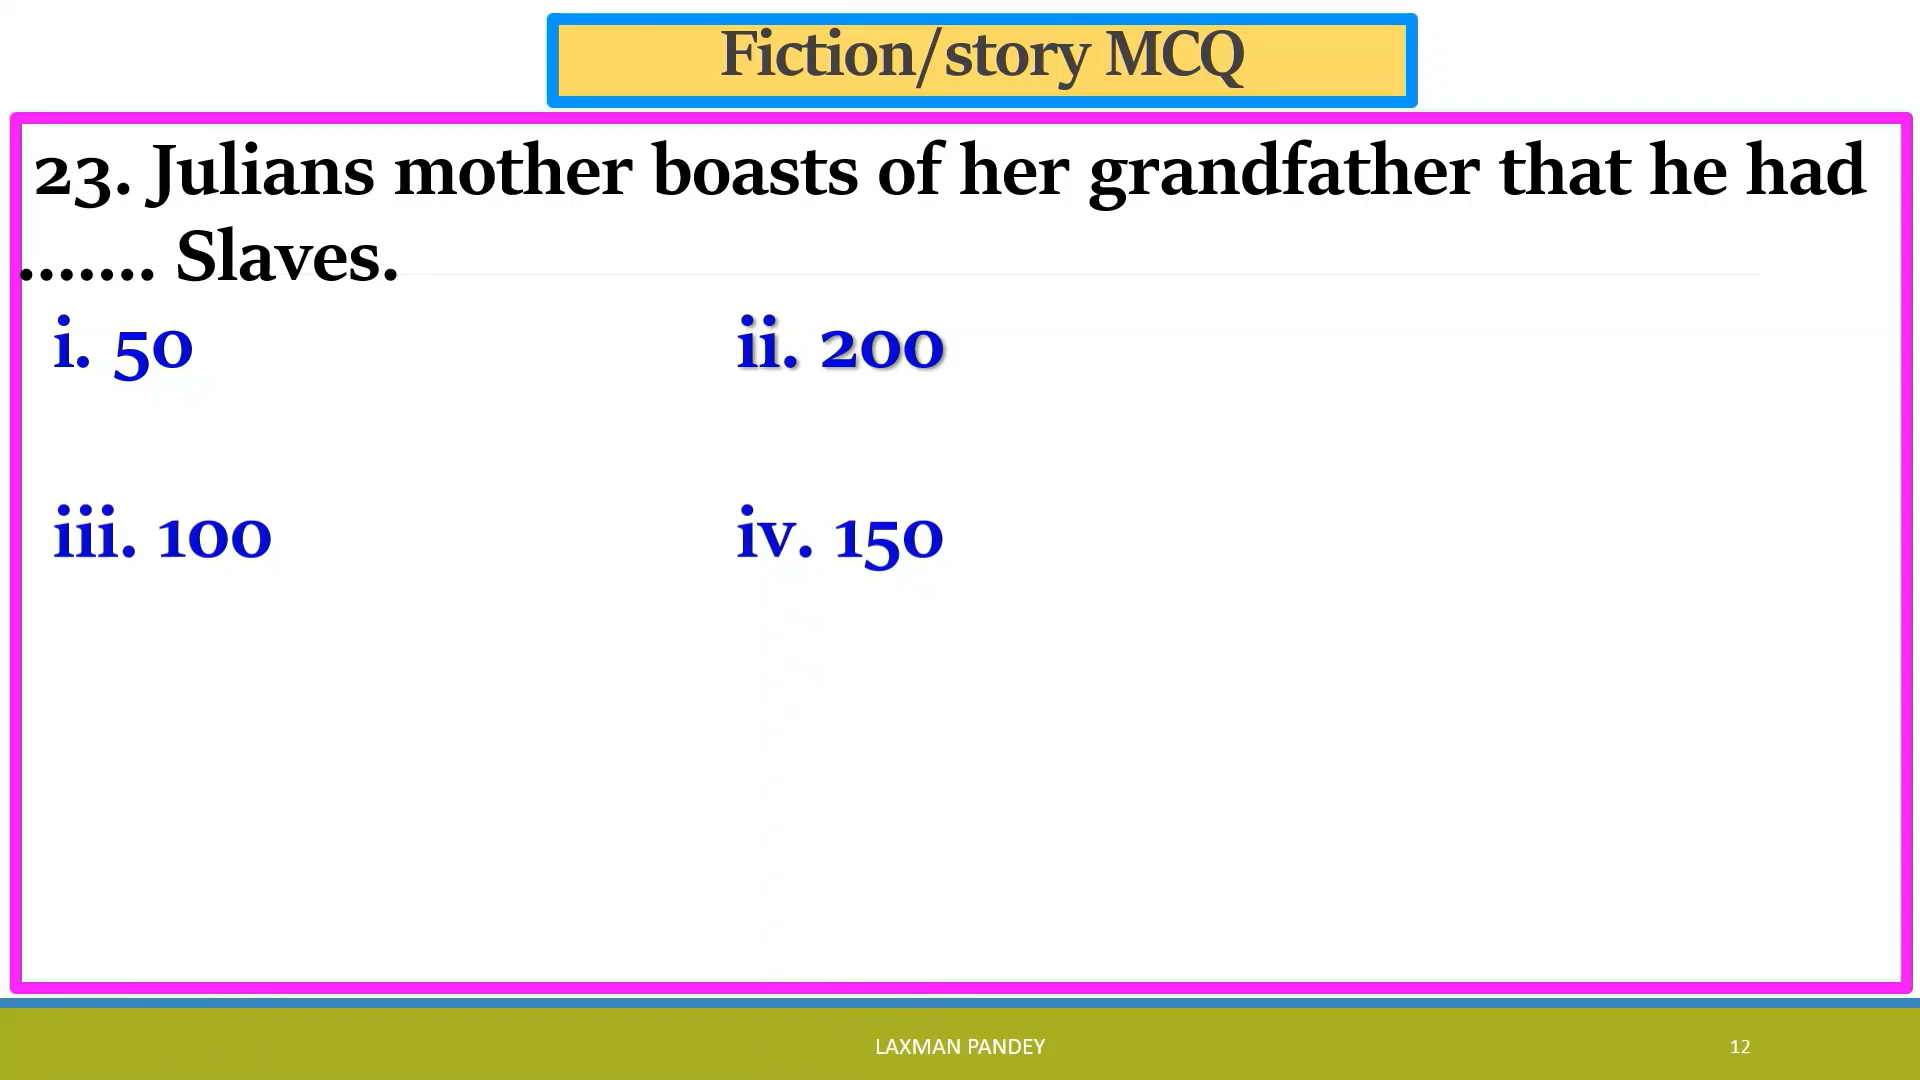 Fiction/story MCQ
23. Julians mother boasts of her grandfather that he had
....... Slaves.
i. 50 ii. 200
iii. 100 iv. 150
LAXMAN PANDEY 12